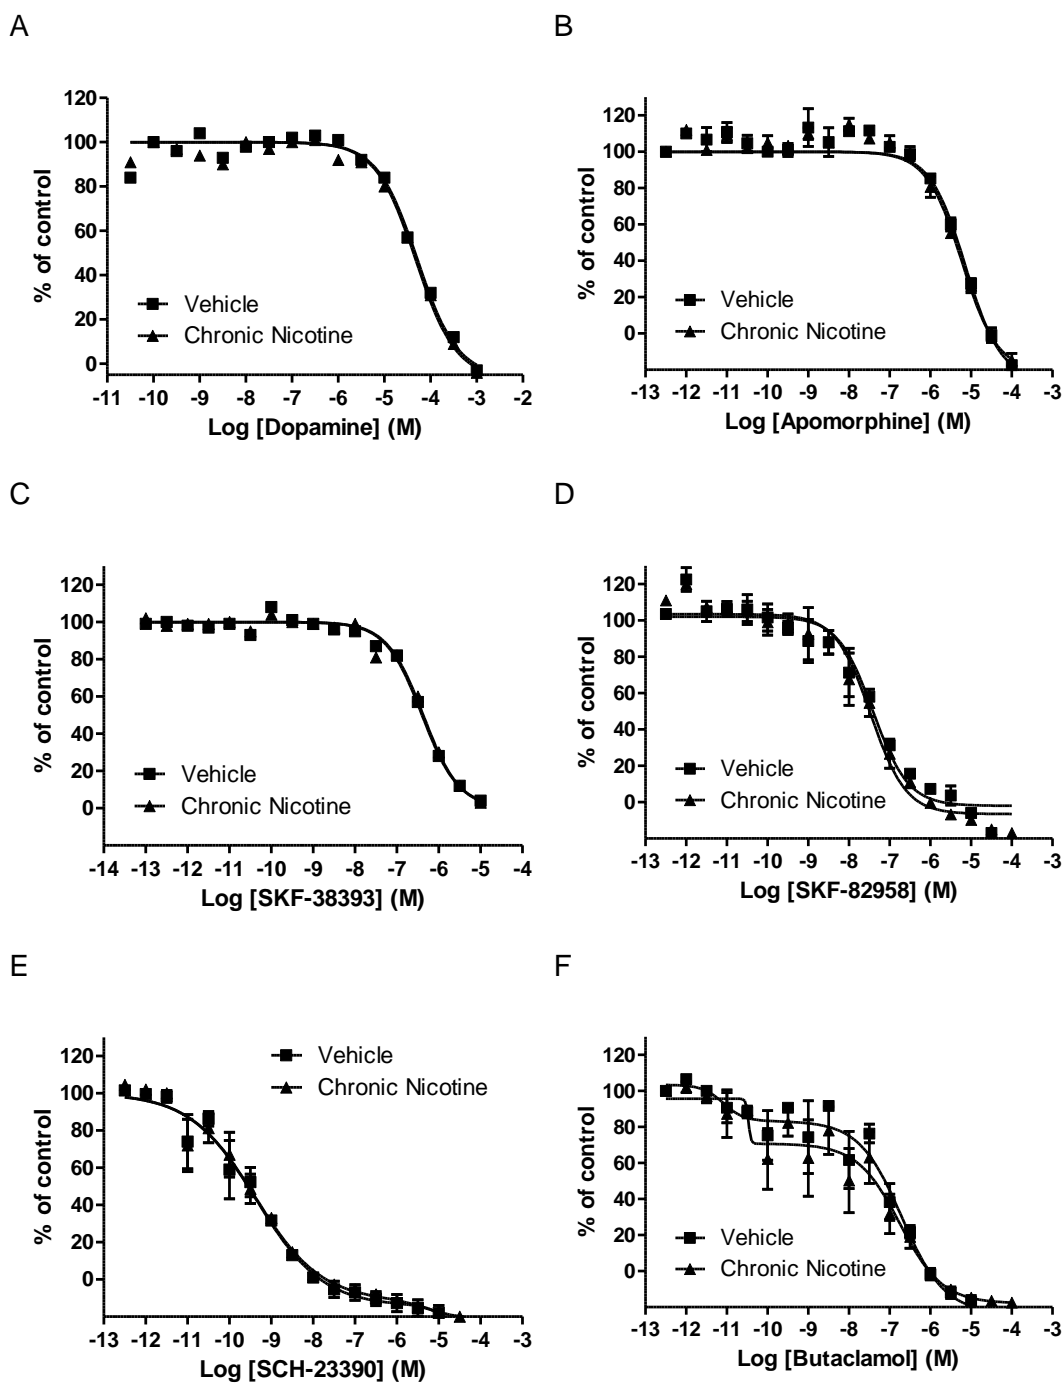 A
B
120
100
80
60
40
20
0
% of control
Vehicle
Chronic Nicotine
-11 -10 -9 -8 -7 -6 -5 -4 -3 -2
Log [Dopamine] (M)
120
100
80
60
40
20
0
% of control
Vehicle
Chronic Nicotine
-13 -12 -11 -10 -9 -8 -7 -6 -5 -4 -3
Log [Apomorphine] (M)
C
D
120
100
80
60
40
20
0
% of control
Vehicle
Chronic Nicotine
-14 -13 -12 -11 -10 -9 -8 -7 -6 -5 -4
Log [SKF-38393] (M)
120
100
80
60
40
20
0
% of control
Vehicle
Chronic Nicotine
-13 -12 -11 -10 -9 -8 -7 -6 -5 -4 -3
Log [SKF-82958] (M)
E
F
120
100
80
60
40
20
0
% of control
Vehicle
Chronic Nicotine
-13 -12 -11 -10 -9 -8 -7 -6 -5 -4 -3
Log [SCH-23390] (M)
120
100
80
60
40
20
0
% of control
Vehicle
Chronic Nicotine
-13 -12 -11 -10 -9 -8 -7 -6 -5 -4 -3
Log [Butaclamol] (M)